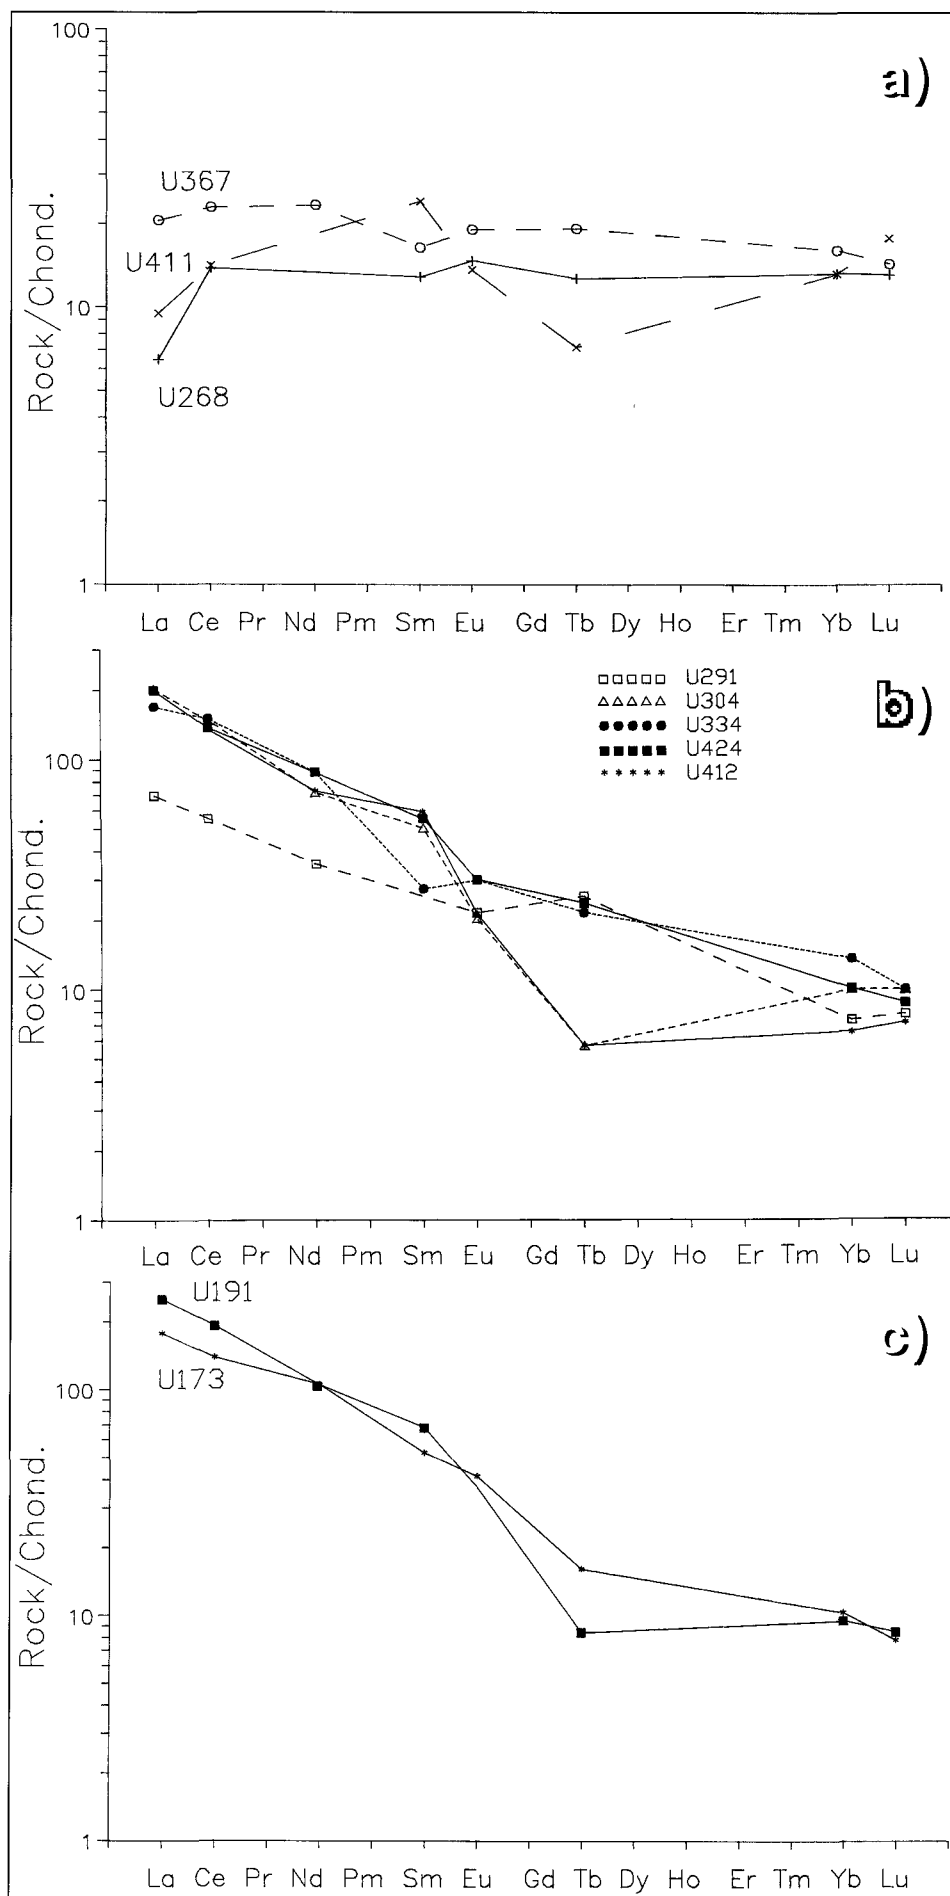 100
a)
Rock/Chond.
U367
U411
10
U268
1
La Ce Pr Nd Pm Sm Eu Gd Tb Dy Ho Er Tm Yb Lu
b)
Rock/Chond.
U291
U304
U334
U424
U412
100
10
1
La Ce Pr Nd Pm Sm Eu Gd Tb Dy Ho Er Tm Yb Lu
c)
Rock/Chond.
U191
U173
100
10
1
La Ce Pr Nd Pm Sm Eu Gd Tb Dy Ho Er Tm Yb Lu